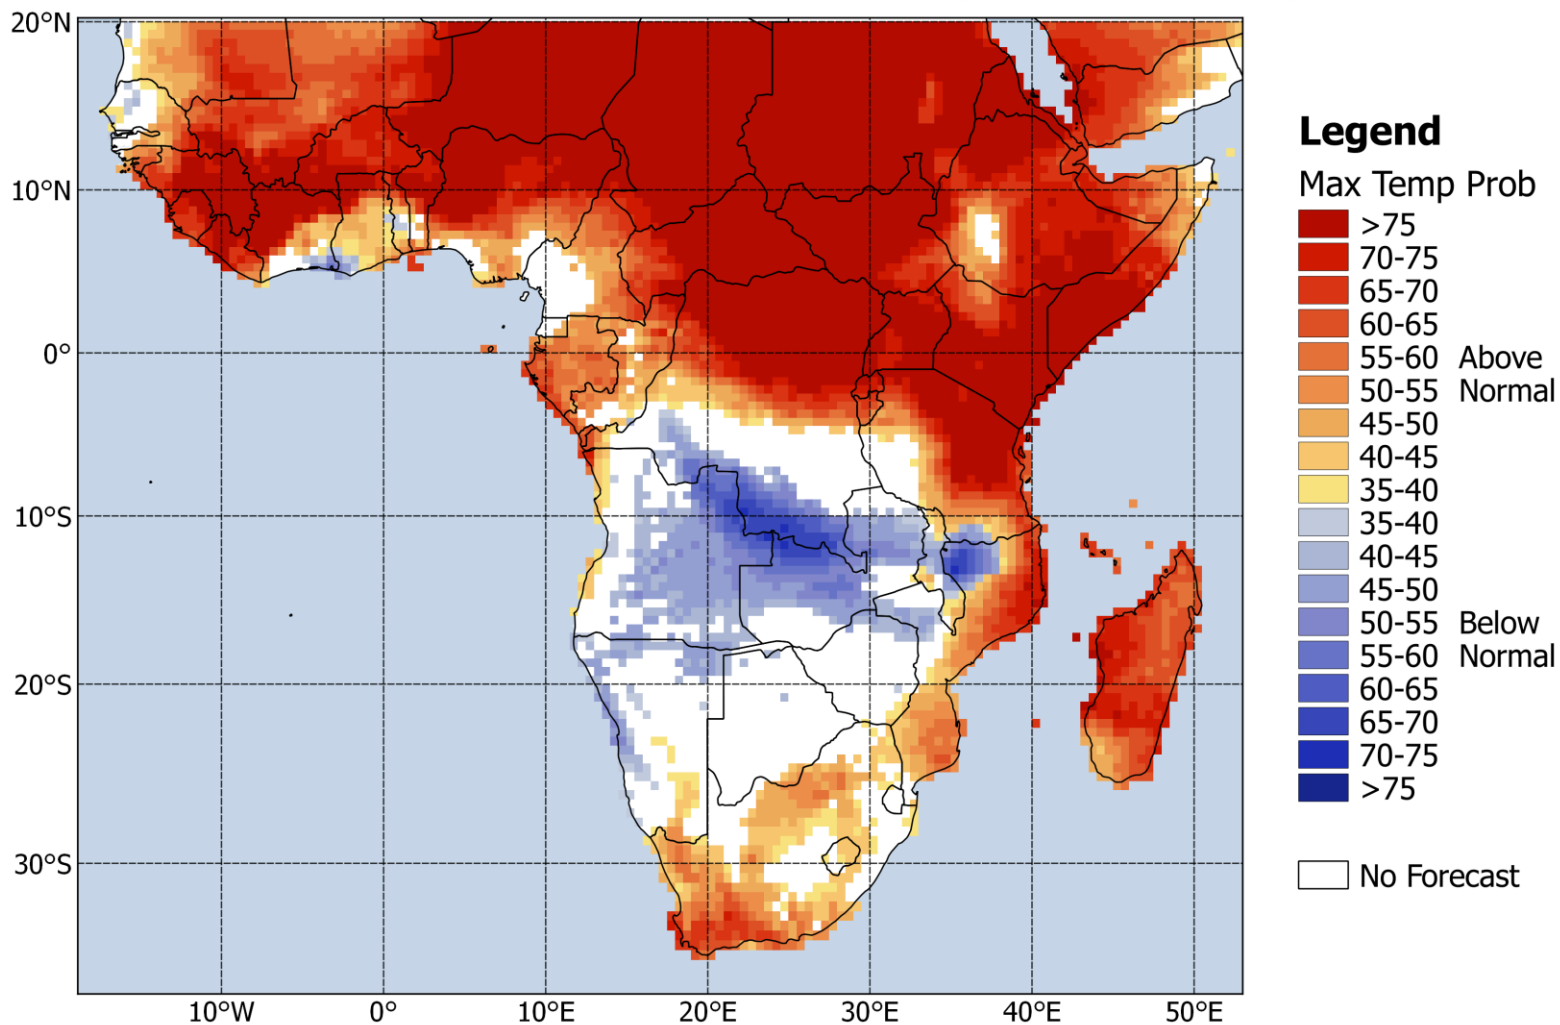 20°N
10°N
0°
10°S
20°S
30°S
10°W
0°
10°E
20°E
30°E
40°E
50°E
Legend
Max Temp Prob
>75
70-75
65-70
60-65
55-60 Above
50-55 Normal
45-50
40-45
35-40
35-40
40-45
45-50
50-55 Below
55-60 Normal
60-65
65-70
70-75
>75
No Forecast